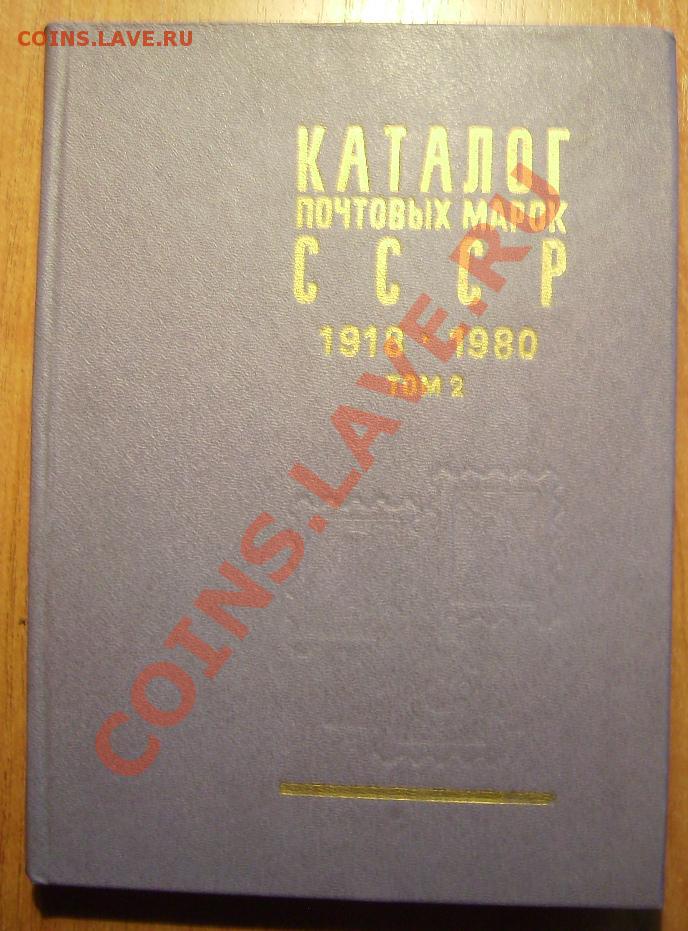 COINS.LAVE.RU
КАТАЛОГ
ПОЧТОВЫХ МАРОК
С С С Р
1918 · 1980
ТОМ 2
COINS.LAVE.RU